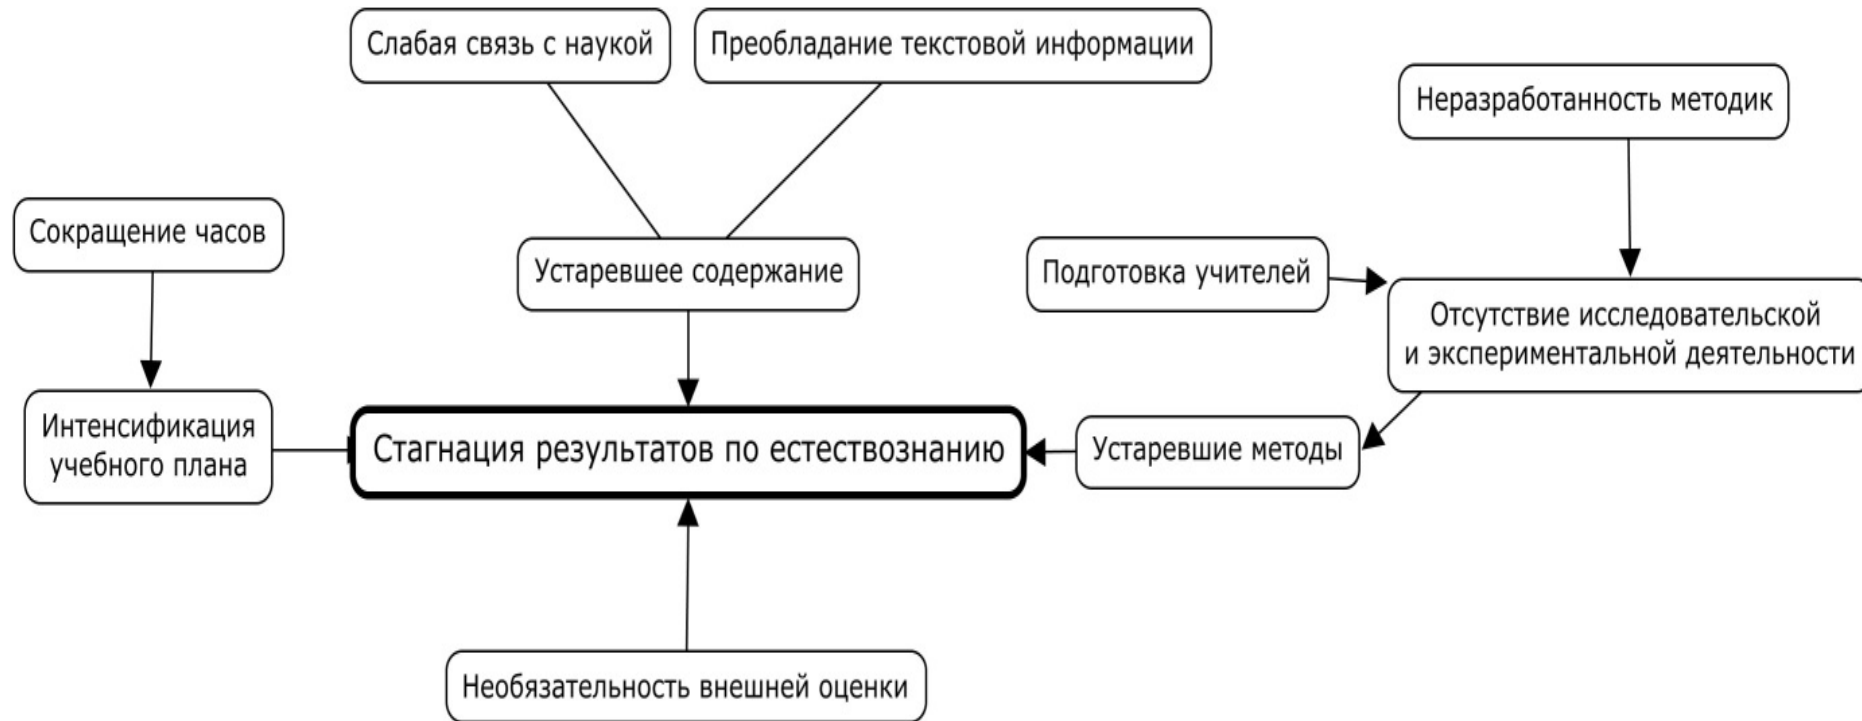 Слабая связь с наукой
Преобладание текстовой информации
Неразработанность методик
Сокращение часов
Устаревшее содержание
Подготовка учителей
Отсутствие исследовательской
и экспериментальной деятельности
Интенсификация
учебного плана
Стагнация результатов по естествознанию
Устаревшие методы
Необязательность внешней оценки